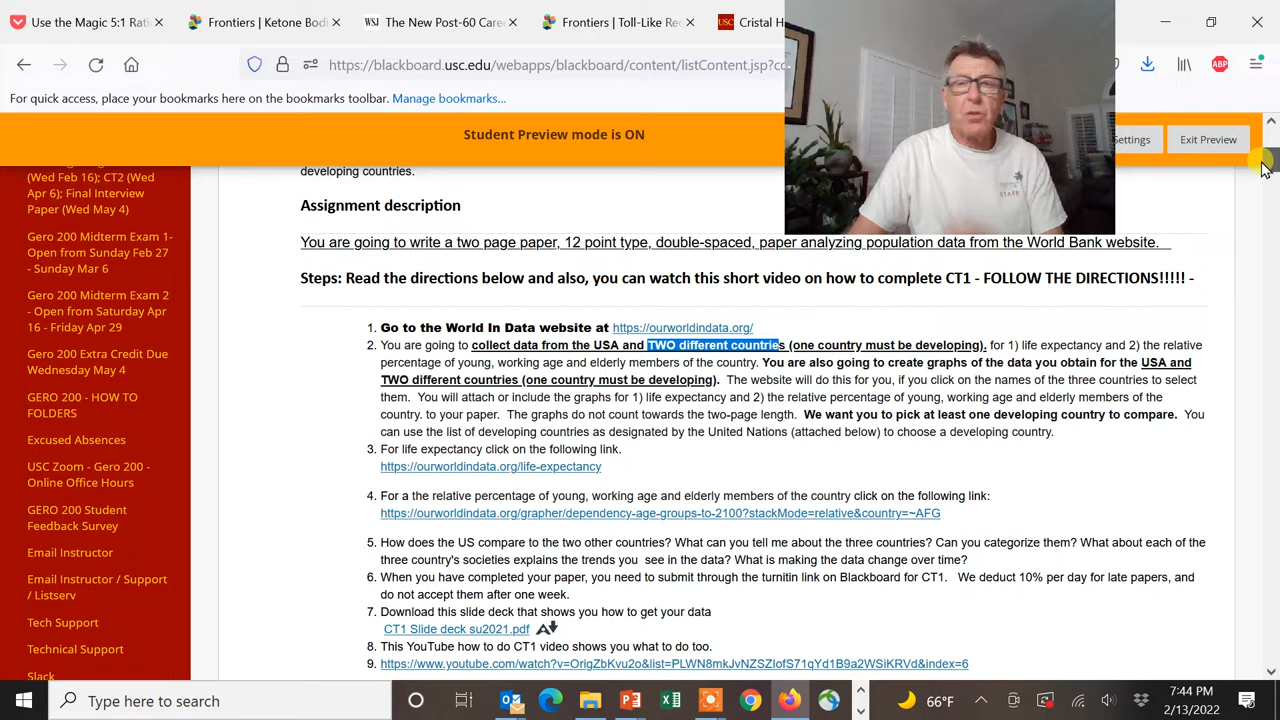 Use the Magic 5:1 Rati
Frontiers | Ketone Bodi
WSJ
The New Post-60 Caree
Frontiers | Toll-Like Rec
USC
Cristal H
https://blackboard.usc.edu/webapps/blackboard/content/listContent.jsp?co
ABP
For quick access, place your bookmarks here on the bookmarks toolbar. Manage bookmarks...
Student Preview mode is ON
Settings
Exit Preview
(Wed Feb 16); CT2 (Wed
Apr 6); Final Interview
Paper (Wed May 4)
Gero 200 Midterm Exam 1-
Open from Sunday Feb 27
- Sunday Mar 6
Gero 200 Midterm Exam 2
- Open from Saturday Apr
16 - Friday Apr 29
Gero 200 Extra Credit Due
Wednesday May 4
GERO 200 - HOW TO
FOLDERS
Excused Absences
USC Zoom - Gero 200 -
Online Office Hours
GERO 200 Student
Feedback Survey
Email Instructor
Email Instructor / Support
/ Listserv
Tech Support
Technical Support
Slack
developing countries.
Assignment description
You are going to write a two page paper, 12 point type, double-spaced, paper analyzing population data from the World Bank website.
Steps: Read the directions below and also, you can watch this short video on how to complete CT1 - FOLLOW THE DIRECTIONS!!!!! -
1. Go to the World In Data website at https://ourworldindata.org/
2. You are going to collect data from the USA and TWO different countries (one country must be developing). for 1) life expectancy and 2) the relative
percentage of young, working age and elderly members of the country. You are also going to create graphs of the data you obtain for the USA and
TWO different countries (one country must be developing). The website will do this for you, if you click on the names of the three countries to select
them. You will attach or include the graphs for 1) life expectancy and 2) the relative percentage of young, working age and elderly members of the
country. to your paper. The graphs do not count towards the two-page length. We want you to pick at least one developing country to compare. You
can use the list of developing countries as designated by the United Nations (attached below) to choose a developing country.
3. For life expectancy click on the following link.
https://ourworldindata.org/life-expectancy
4. For a the relative percentage of young, working age and elderly members of the country click on the following link:
https://ourworldindata.org/grapher/dependency-age-groups-to-2100?stackMode=relative&country=~AFG
5. How does the US compare to the two other countries? What can you tell me about the three countries? Can you categorize them? What about each of the
three country's societies explains the trends you see in the data? What is making the data change over time?
6. When you have completed your paper, you need to submit through the turnitin link on Blackboard for CT1. We deduct 10% per day for late papers, and
do not accept them after one week.
7. Download this slide deck that shows you how to get your data
CT1 Slide deck su2021.pdf
8. This YouTube how to do CT1 video shows you what to do too.
9. https://www.youtube.com/watch?v=OrigZbKvu2o&list=PLWN8mkJvNZSZIofS71qYd1B9a2WSiKRVd&index=6
STAFF
Type here to search
66°F
7:44 PM
2/13/2022